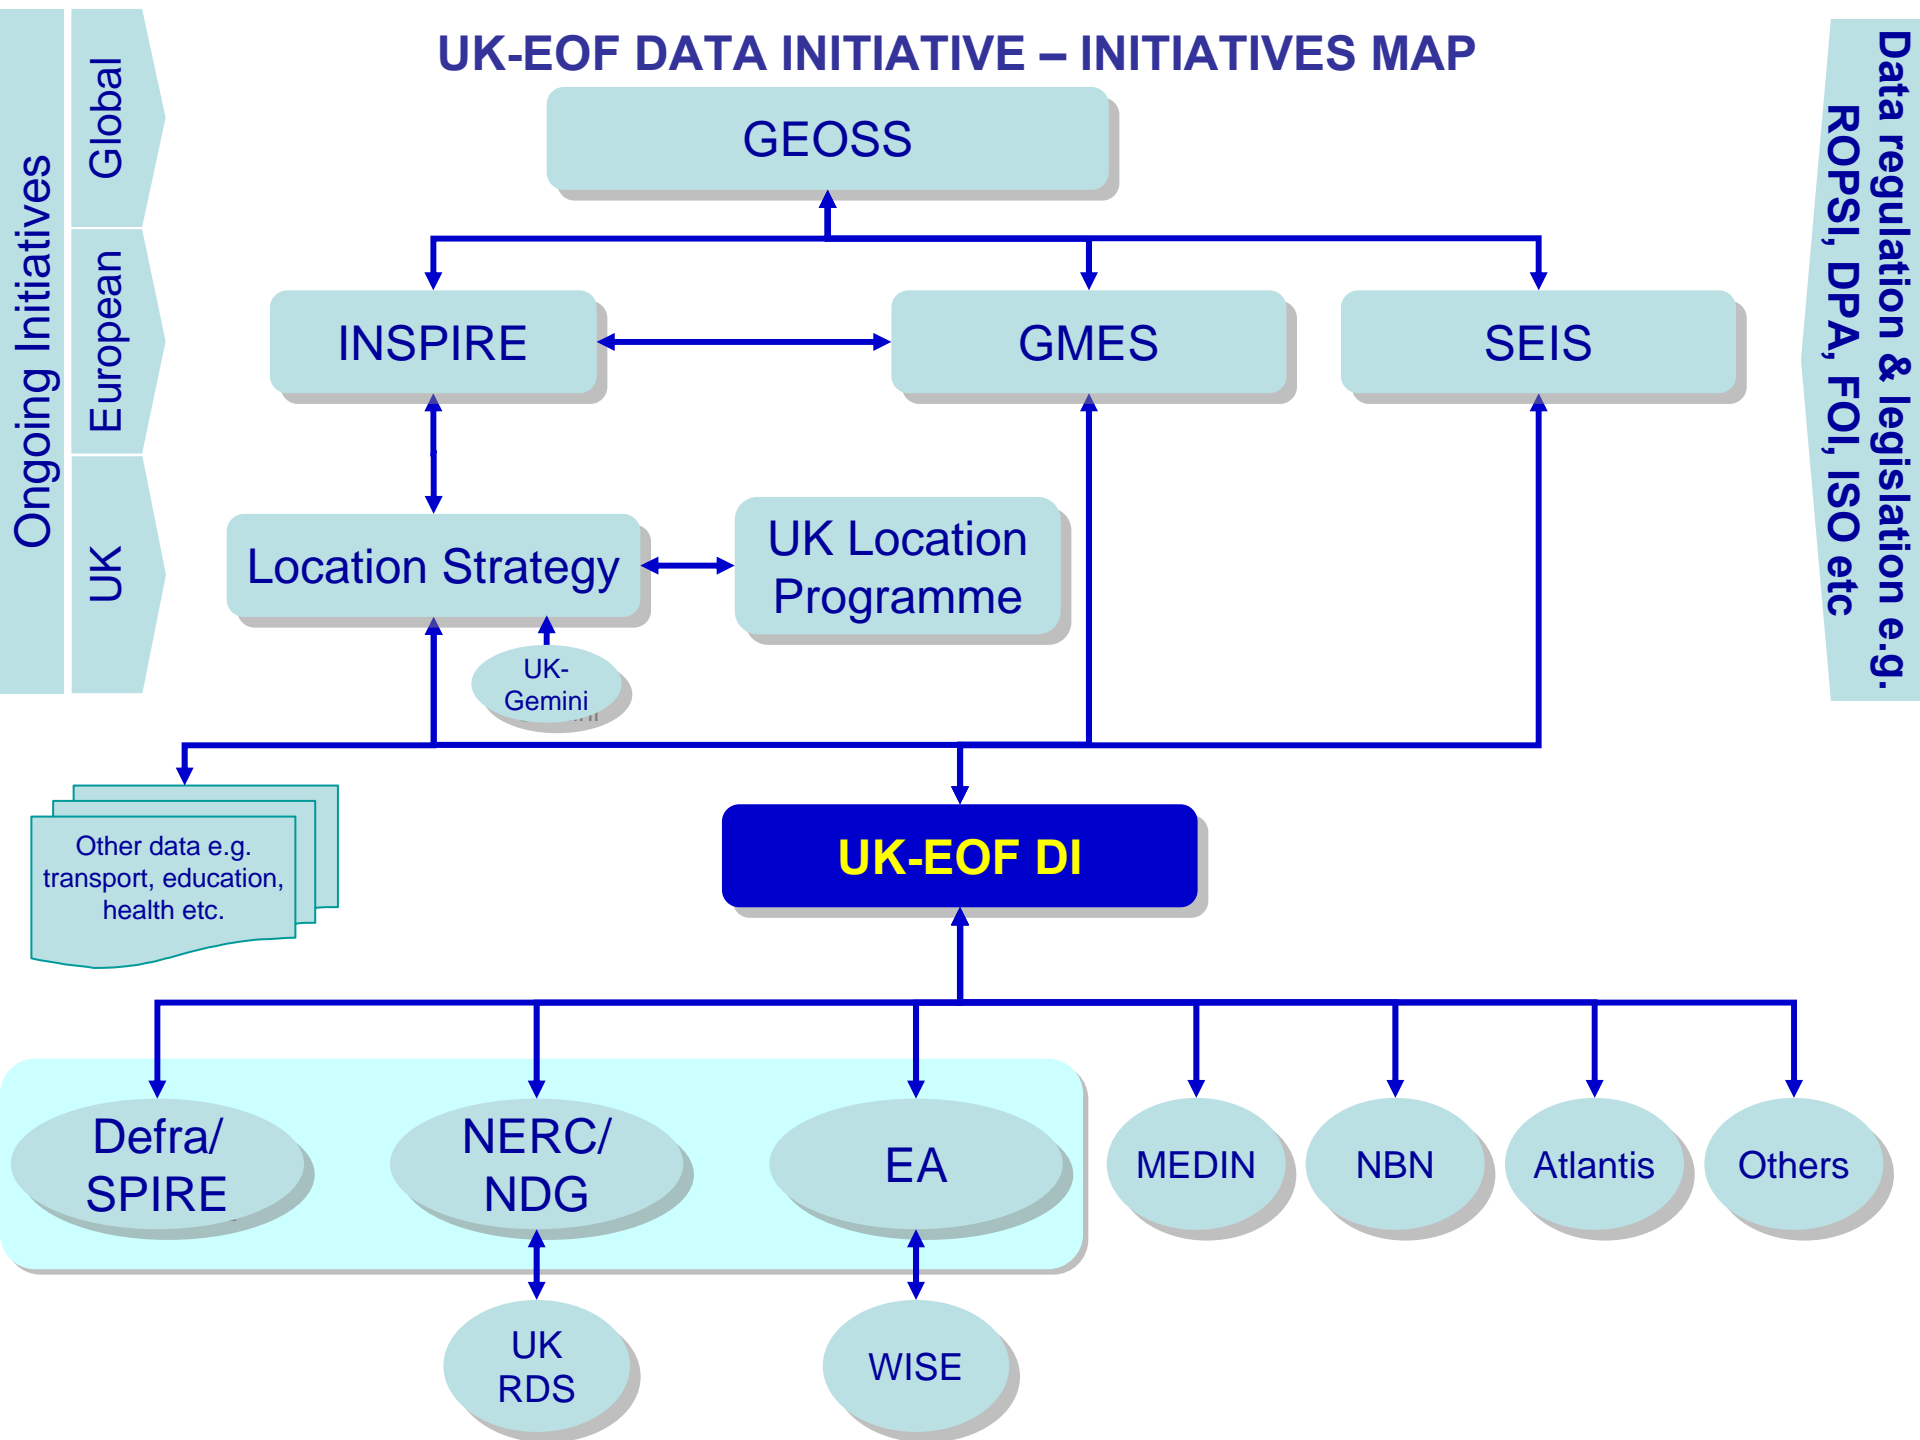 UK-EOF DATA INITIATIVE – INITIATIVES MAP
Ongoing Initiatives
Global
European
UK
Data regulation & legislation e.g.
ROPSI, DPA, FOI, ISO etc
GEOSS
INSPIRE
GMES
SEIS
Location Strategy
UK Location
Programme
UK-
Gemini
Other data e.g.
transport, education,
health etc.
UK-EOF DI
Defra/
SPIRE
NERC/
NDG
EA
MEDIN
NBN
Atlantis
Others
UK
RDS
WISE